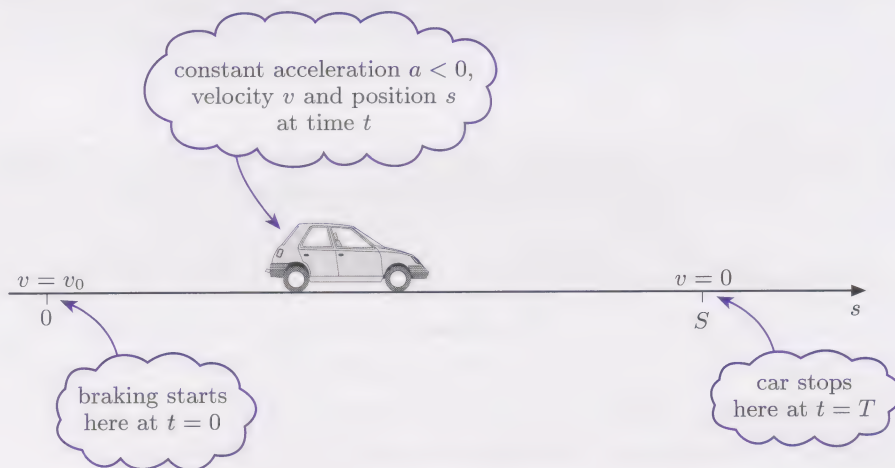 constant acceleration a < 0,
velocity v and position s
at time t
v = v₀
v = 0
0
S
s
braking starts
here at t = 0
car stops
here at t = T